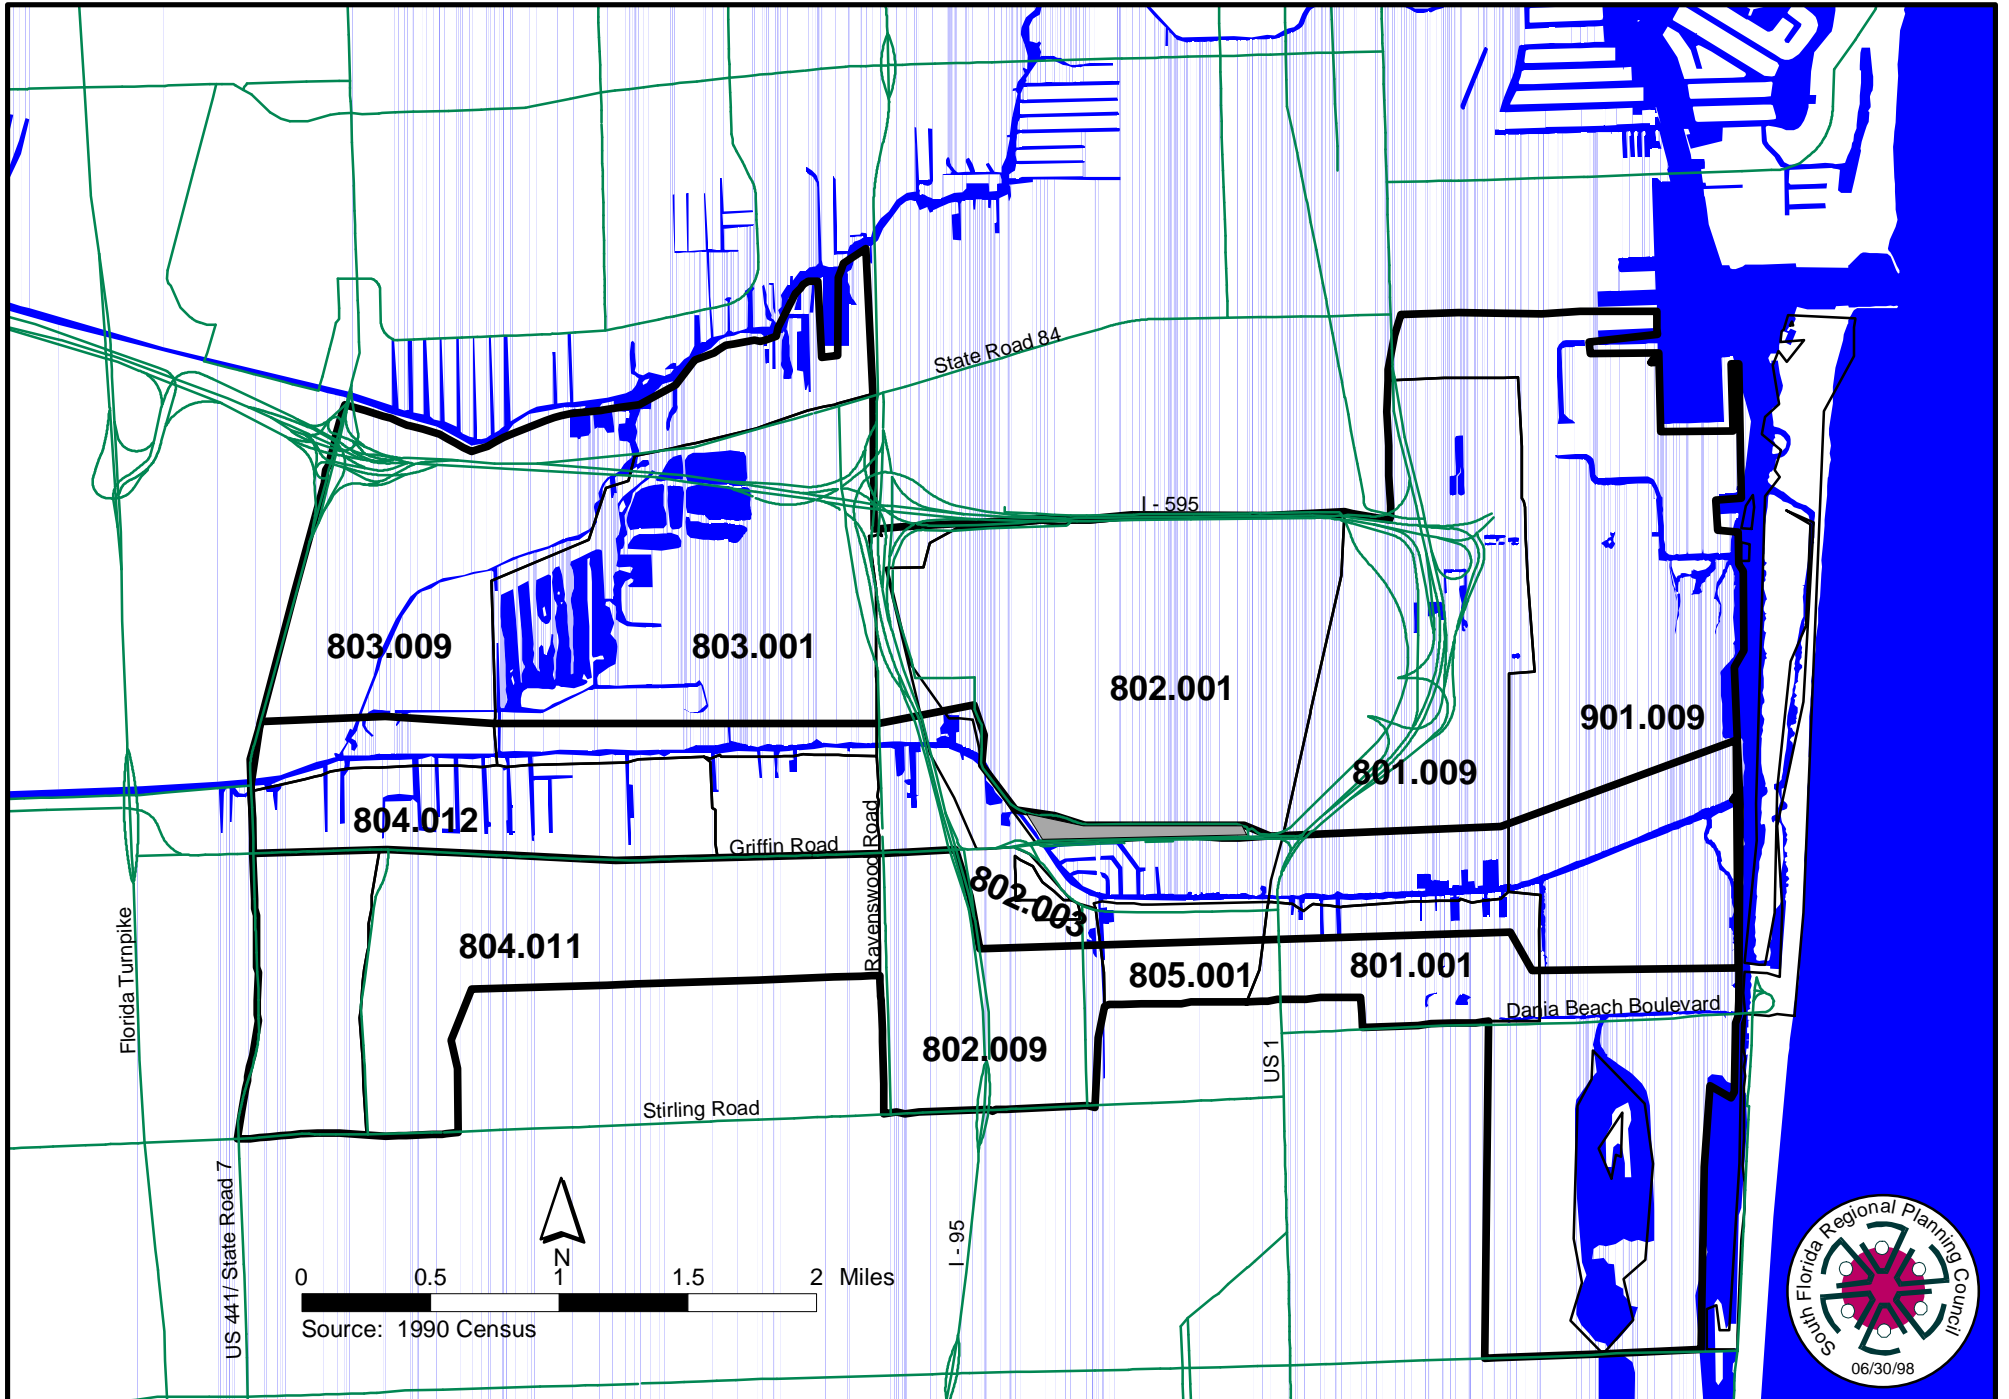 State Road 84
I - 595
803.009
803.001
802.001
901.009
801.009
804.012
Griffin Road
Ravenswood Road
802.003
804.011
805.001
801.001
Florida Turnpike
Dania Beach Boulevard
802.009
US 1
Stirling Road
US 441/ State Road 7
I - 95
N
0 0.5 1 1.5 2 Miles
Source: 1990 Census
South Florida Regional Planning Council
06/30/98